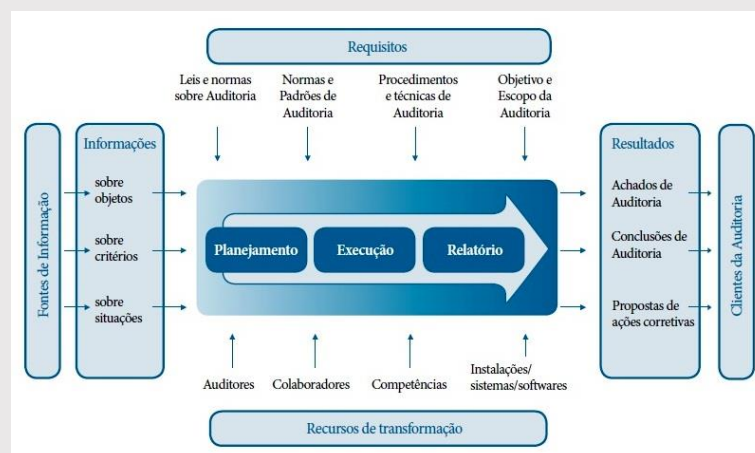 Requisitos
Leis e normas
sobre Auditoria
Normas e
Padrões de
Auditoria
Procedimentos
e técnicas de
Auditoria
Objetivo e
Escopo da
Auditoria
Fontes de Informação
Informações
sobre
objetos
sobre
critérios
sobre
situações
Planejamento
Execução
Relatório
Resultados
Achados de
Auditoria
Conclusões de
Auditoria
Propostas de
ações corretivas
Clientes da Auditoria
Auditores
Colaboradores
Competências
Instalações/
sistemas/softwares
Recursos de transformação